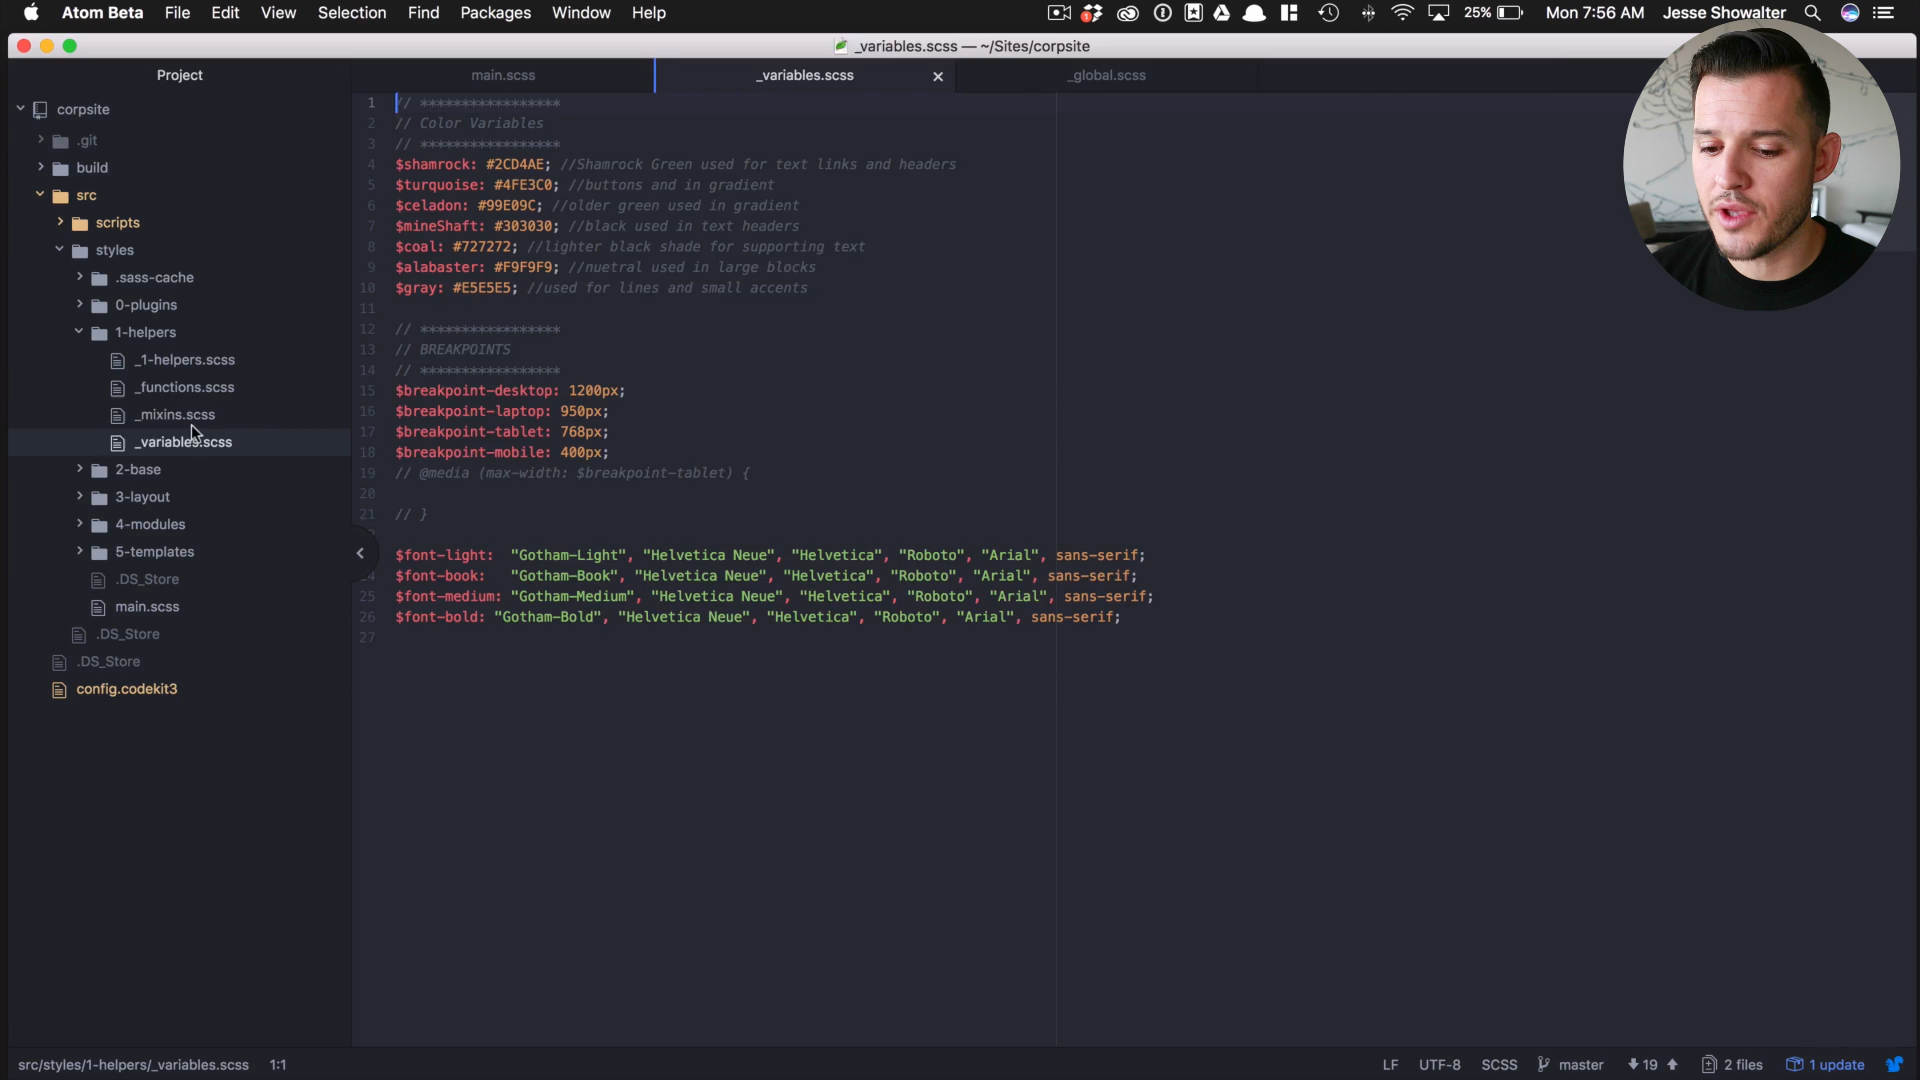 Atom Beta File Edit View Selection Find Packages Window Help
1 25% Mon 7:56 AM Jesse Showalter
_variables.scss — ~/Sites/corpsite
Project
main.scss
_variables.scss
_global.scss
corpsite
.git
build
src
scripts
styles
.sass-cache
0-plugins
1-helpers
_1-helpers.scss
_functions.scss
_mixins.scss
_variables.scss
2-base
3-layout
4-modules
5-templates
.DS_Store
main.scss
.DS_Store
.DS_Store
config.codekit3
1 // *****************
2 // Color Variables
3 // *****************
4 $shamrock: #2CD4AE; //Shamrock Green used for text links and headers
5 $turquoise: #4FE3C0; //buttons and in gradient
6 $celadon: #99E09C; //older green used in gradient
7 $mineShaft: #303030; //black used in text headers
8 $coal: #727272; //lighter black shade for supporting text
9 $alabaster: #F9F9F9; //nuetral used in large blocks
10 $gray: #E5E5E5; //used for lines and small accents
11
12 // *****************
13 // BREAKPOINTS
14 // *****************
15 $breakpoint-desktop: 1200px;
16 $breakpoint-laptop: 950px;
17 $breakpoint-tablet: 768px;
18 $breakpoint-mobile: 400px;
19 // @media (max-width: $breakpoint-tablet) {
20
21 // }
$font-light: "Gotham-Light", "Helvetica Neue", "Helvetica", "Roboto", "Arial", sans-serif;
$font-book: "Gotham-Book", "Helvetica Neue", "Helvetica", "Roboto", "Arial", sans-serif;
25 $font-medium: "Gotham-Medium", "Helvetica Neue", "Helvetica", "Roboto", "Arial", sans-serif;
26 $font-bold: "Gotham-Bold", "Helvetica Neue", "Helvetica", "Roboto", "Arial", sans-serif;
27
src/styles/1-helpers/_variables.scss 1:1
LF UTF-8 SCSS master 19 2 files 1 update